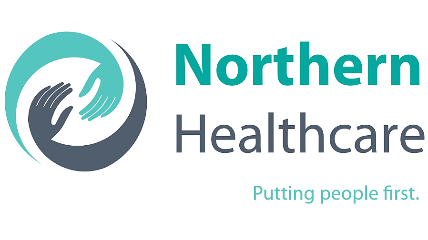 Northern
Healthcare
Putting people first.